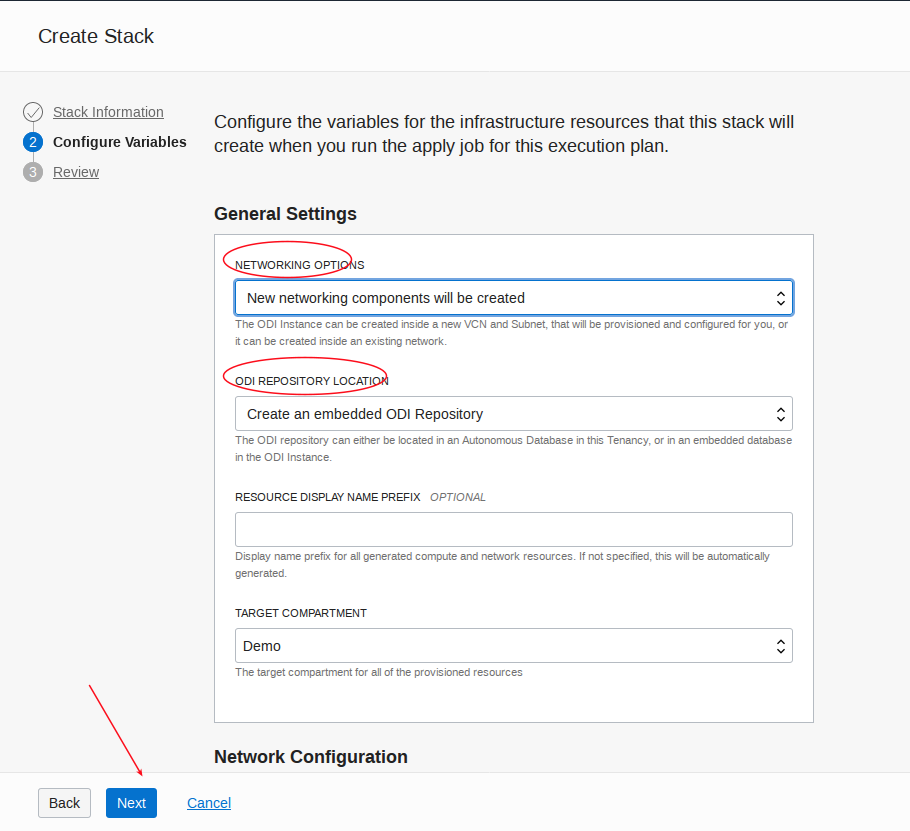 Create Stack
Stack Information
2 Configure Variables
3 Review
Configure the variables for the infrastructure resources that this stack will
create when you run the apply job for this execution plan.
General Settings
NETWORKING OPTIONS
New networking components will be created
The ODI Instance can be created inside a new VCN and Subnet, that will be provisioned and configured for you, or
it can be created inside an existing network.
ODI REPOSITORY LOCATION
Create an embedded ODI Repository
The ODI repository can either be located in an Autonomous Database in this Tenancy, or in an embedded database
in the ODI Instance.
RESOURCE DISPLAY NAME PREFIX OPTIONAL
Display name prefix for all generated compute and network resources. If not specified, this will be automatically
generated.
TARGET COMPARTMENT
Demo
The target compartment for all of the provisioned resources
Network Configuration
Back Next Cancel